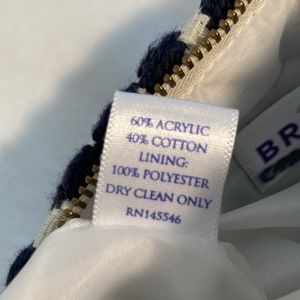 60% ACRYLIC
40% COTTON
LINING:
100% POLYESTER
DRY CLEAN ONLY
RN145546
BR